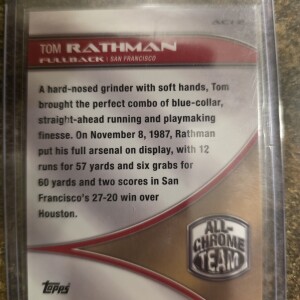 TOM RATHMAN
FULLBACK | SAN FRANCISCO
A hard-nosed grinder with soft hands, Tom
brought the perfect combo of blue-collar,
straight-ahead running and playmaking
finesse. On November 8, 1987, Rathman
put his full arsenal on display, with 12
runs for 57 yards and six grabs for
60 yards and two scores in San
Francisco's 27-20 win over
Houston.
ALL-
CHROME
TEAM
Topps